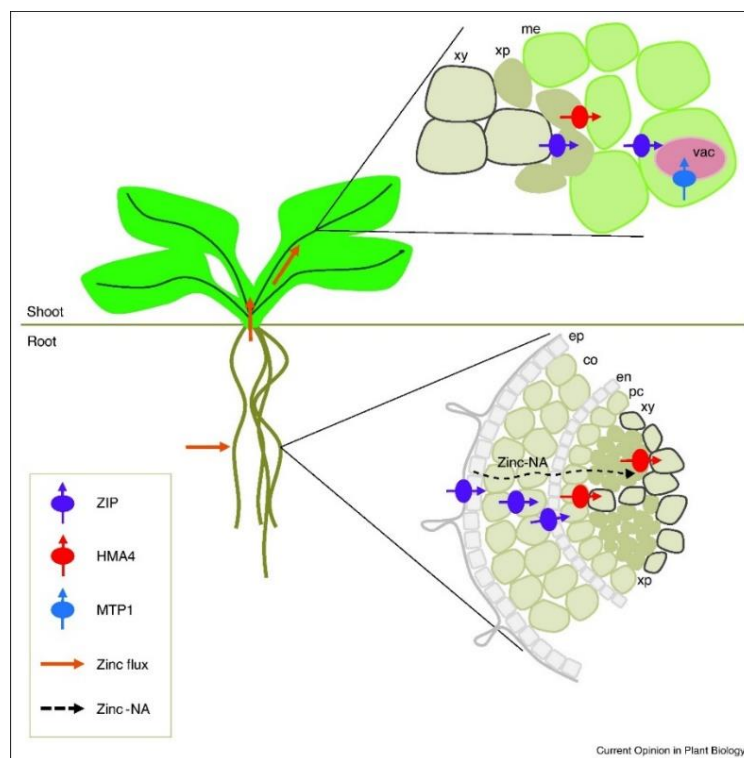 me
xp
xy
vac
Shoot
Root
ep
co
en
pc
xy
Zinc-NA
xp
ZIP
HMA4
MTP1
Zinc flux
Zinc-NA
Current Opinion in Plant Biology